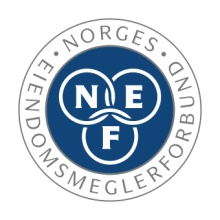 • NORGES •
EIENDOMSMEGLERFORBUND
N E
F